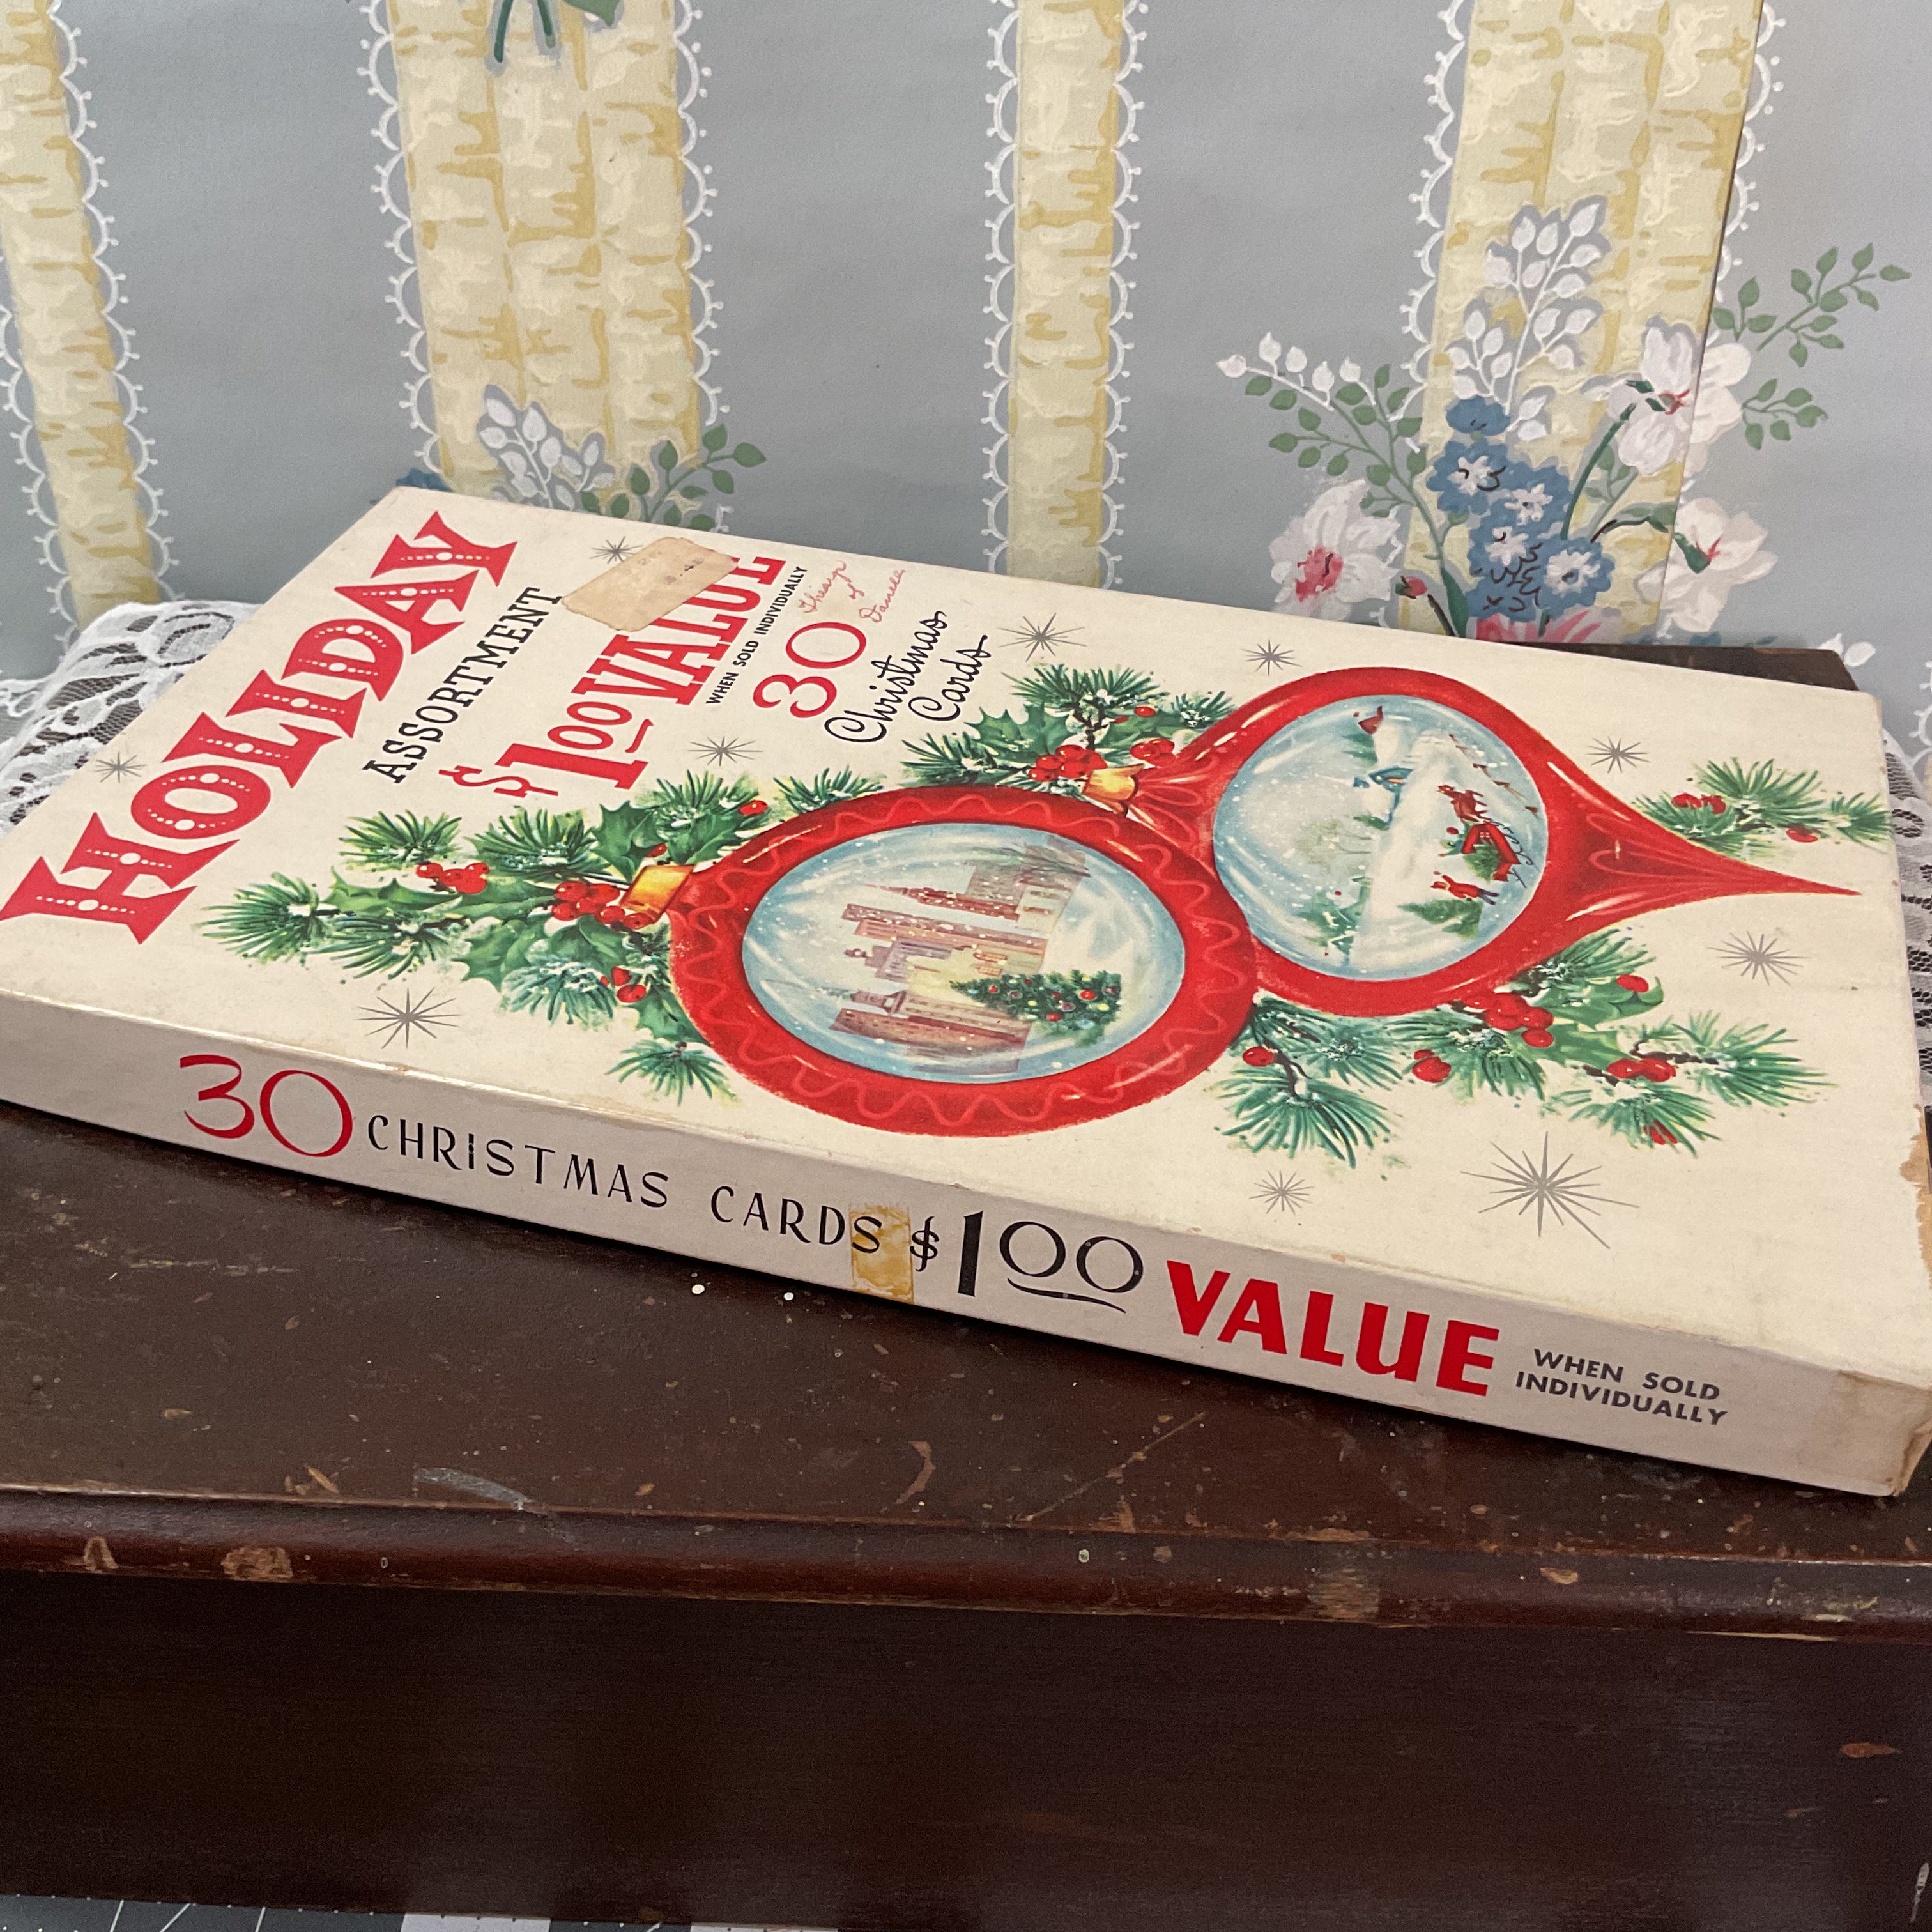 HOLIDAY
ASSORTMENT
$1.00 VALUE
WHEN SOLD INDIVIDUALLY
30
of
Christmas
Cards
30 CHRISTMAS CARDS $1.00 VALUE WHEN SOLD
INDIVIDUALLY